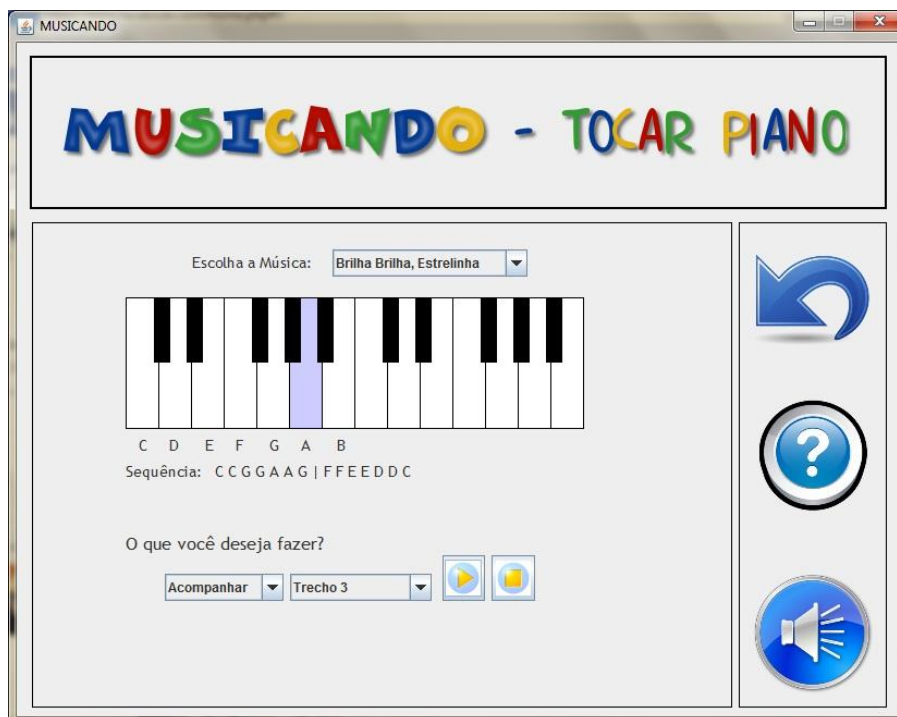 MUSICANDO
MUSICANDO - TOCAR PIANO
Escolha a Música: Brilha Brilha, Estrelinha
C D E F G A B
Sequência: C C G G A A G | F F E E D D C
O que você deseja fazer?
Acompanhar Trecho 3
?